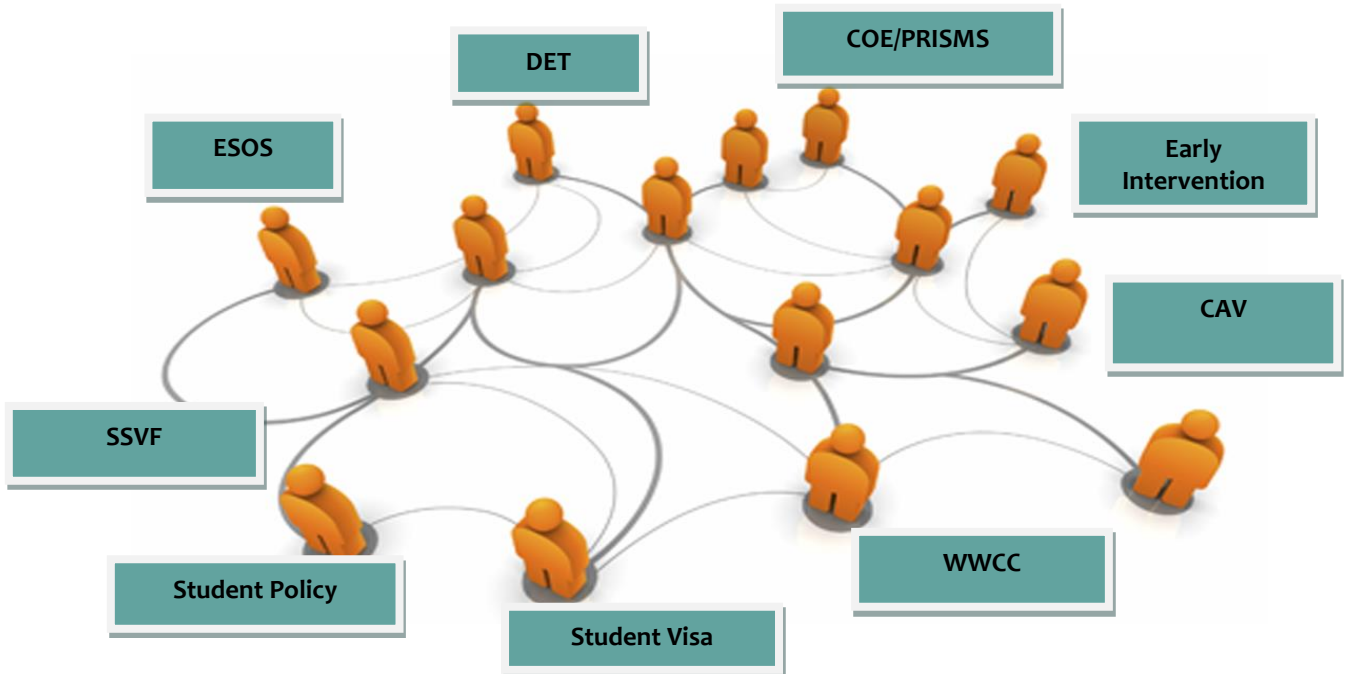 COE/PRISMS
DET
ESOS
Early
Intervention
CAV
SSVF
WWCC
Student Policy
Student Visa